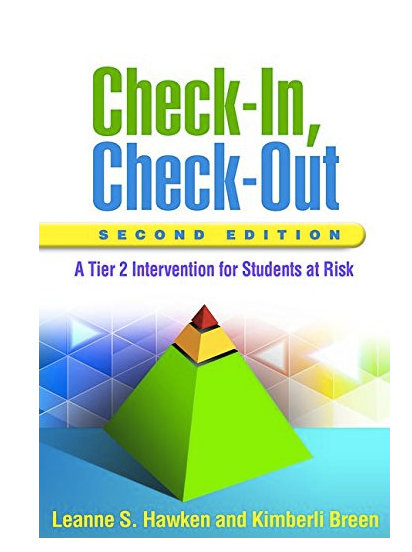 Check-In,
Check-Out
SECOND EDITION
A Tier 2 Intervention for Students at Risk
Leanne S. Hawken and Kimberli Breen